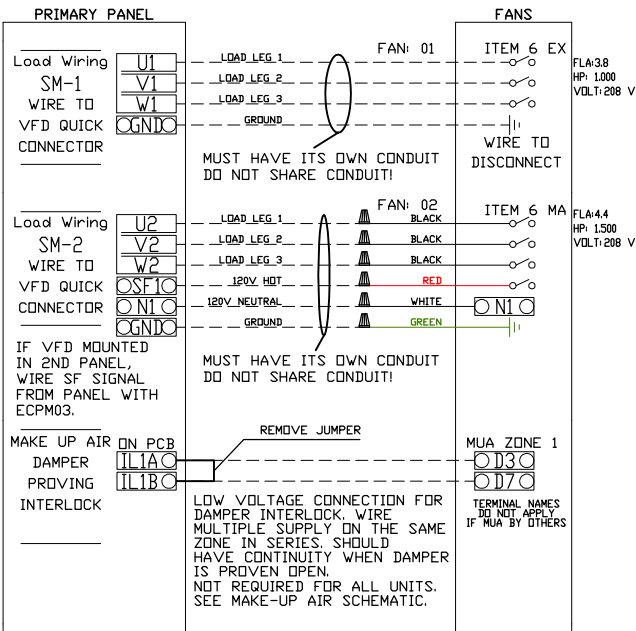 PRIMARY PANEL
FANS
Load Wiring
SM-1
WIRE TO
VFD QUICK
CONNECTOR
U1
V1
W1
GND
LOAD LEG 1
LOAD LEG 2
LOAD LEG 3
GROUND
FAN: 01
MUST HAVE ITS OWN CONDUIT
DO NOT SHARE CONDUIT!
ITEM 6 EX
WIRE TO
DISCONNECT
FLA:3.8
HP: 1.000
VOLT:208 V
Load Wiring
SM-2
WIRE TO
VFD QUICK
CONNECTOR
U2
V2
W2
SF1
N1
GND
IF VFD MOUNTED
IN 2ND PANEL,
WIRE SF SIGNAL
FROM PANEL WITH
ECPM03.
LOAD LEG 1
LOAD LEG 2
LOAD LEG 3
120V HOT
120V NEUTRAL
GROUND
FAN: 02
BLACK
BLACK
BLACK
RED
WHITE
GREEN
MUST HAVE ITS OWN CONDUIT
DO NOT SHARE CONDUIT!
ITEM 6 MA
N1
FLA:4.4
HP: 1.500
VOLT:208 V
MAKE UP AIR
DAMPER
PROVING
INTERLOCK
ON PCB
IL1A
IL1B
REMOVE JUMPER
LOW VOLTAGE CONNECTION FOR
DAMPER INTERLOCK. WIRE
MULTIPLE SUPPLY ON THE SAME
ZONE IN SERIES. SHOULD
HAVE CONTINUITY WHEN DAMPER
IS PROVEN OPEN.
NOT REQUIRED FOR ALL UNITS.
SEE MAKE-UP AIR SCHEMATIC.
MUA ZONE 1
D3
D7
TERMINAL NAMES
DO NOT APPLY
IF MUA BY OTHERS